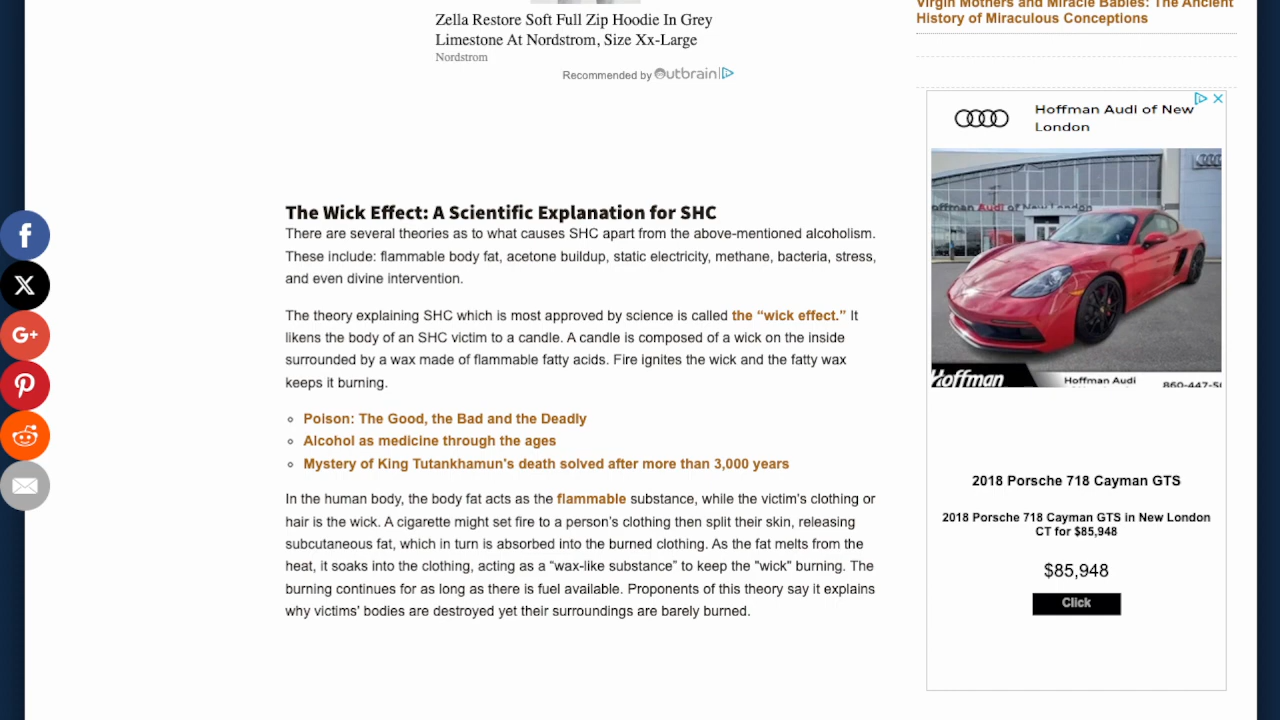 Zella Restore Soft Full Zip Hoodie In Grey
Limestone At Nordstrom, Size Xx-Large
Nordstrom
Recommended by Outbrain
Virgin Mothers and Miracle Babies: The Ancient
History of Miraculous Conceptions
Hoffman Audi of New
London
Hoffman
Hoffman Audi
2018 Porsche 718 Cayman GTS
2018 Porsche 718 Cayman GTS in New London
CT for $85,948
$85,948
Click
The Wick Effect: A Scientific Explanation for SHC
There are several theories as to what causes SHC apart from the above-mentioned alcoholism.
These include: flammable body fat, acetone buildup, static electricity, methane, bacteria, stress,
and even divine intervention.
The theory explaining SHC which is most approved by science is called the “wick effect.” It
likens the body of an SHC victim to a candle. A candle is composed of a wick on the inside
surrounded by a wax made of flammable fatty acids. Fire ignites the wick and the fatty wax
keeps it burning.
Poison: The Good, the Bad and the Deadly
Alcohol as medicine through the ages
Mystery of King Tutankhamun's death solved after more than 3,000 years
In the human body, the body fat acts as the flammable substance, while the victim's clothing or
hair is the wick. A cigarette might set fire to a person's clothing then split their skin, releasing
subcutaneous fat, which in turn is absorbed into the burned clothing. As the fat melts from the
heat, it soaks into the clothing, acting as a “wax-like substance” to keep the "wick" burning. The
burning continues for as long as there is fuel available. Proponents of this theory say it explains
why victims' bodies are destroyed yet their surroundings are barely burned.